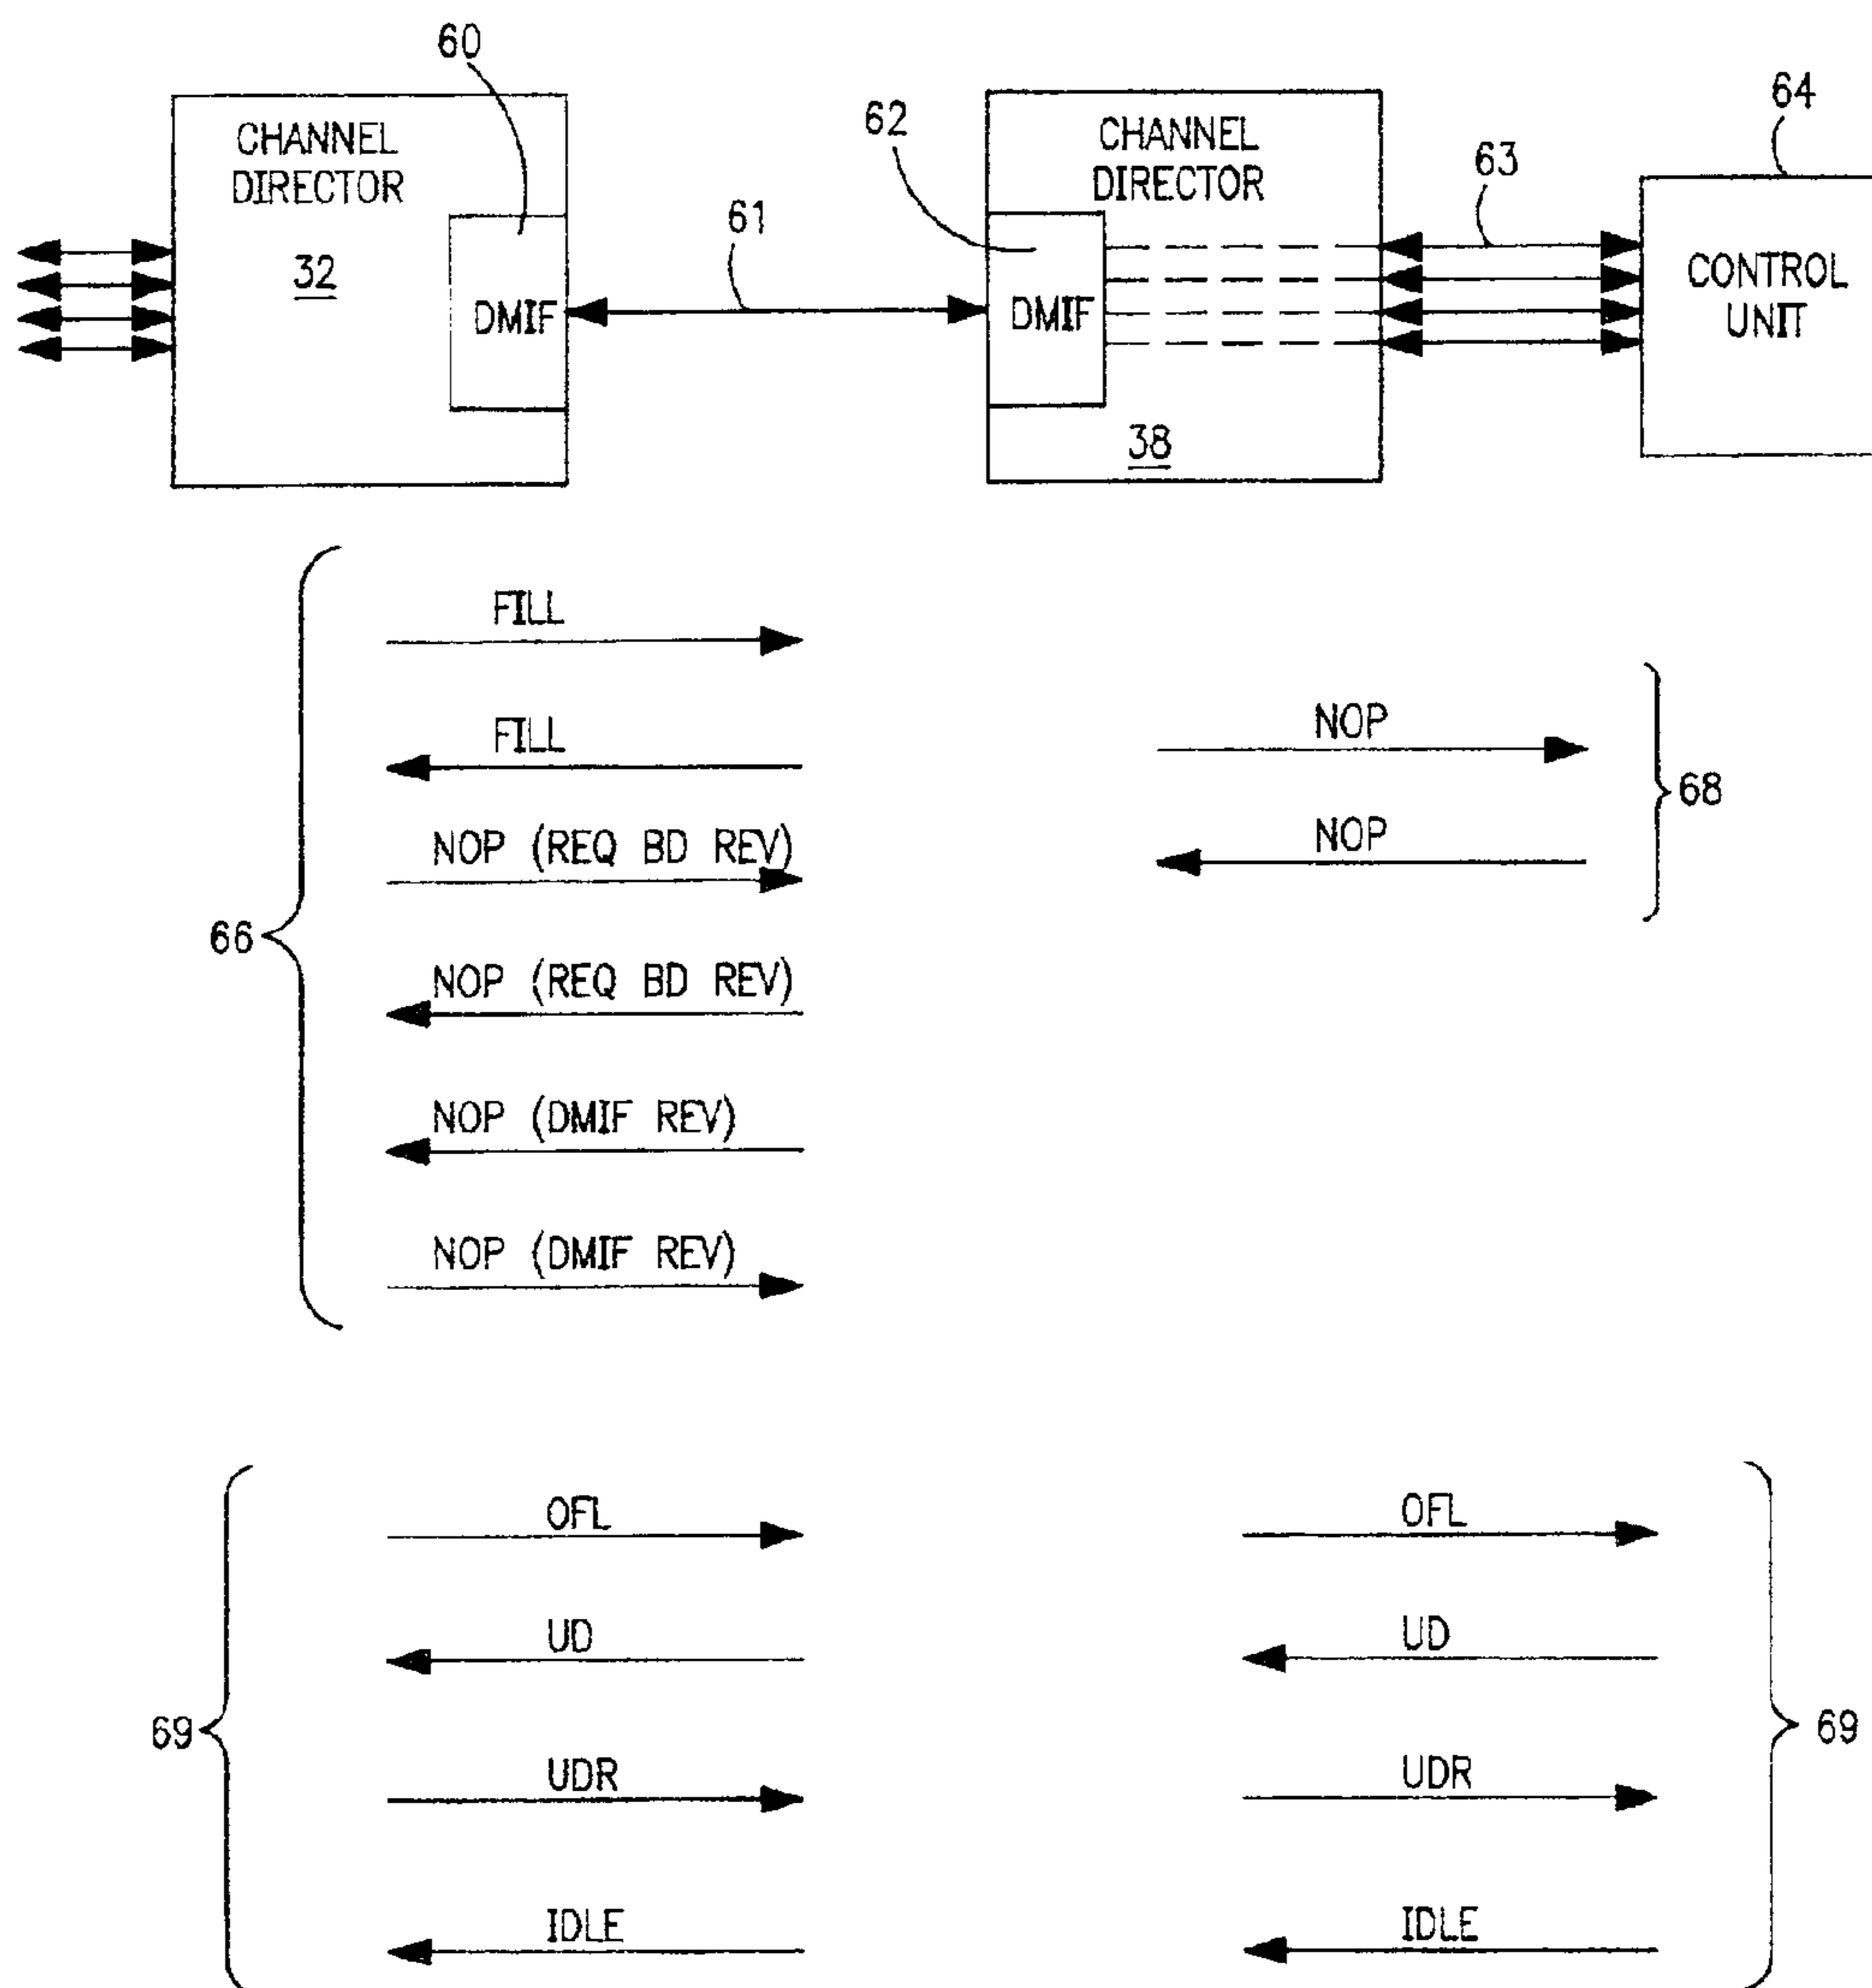 60
62
64
CHANNEL
DIRECTOR
32
DMIF
61
CHANNEL
DIRECTOR
DMIF
38
63
CONTROL
UNIT
66
FILL
FILL
NOP (REQ BD REV)
NOP (REQ BD REV)
NOP (DMIF REV)
NOP (DMIF REV)
NOP
NOP
68
69
OFL
UD
UDR
IDLE
OFL
UD
UDR
IDLE
69